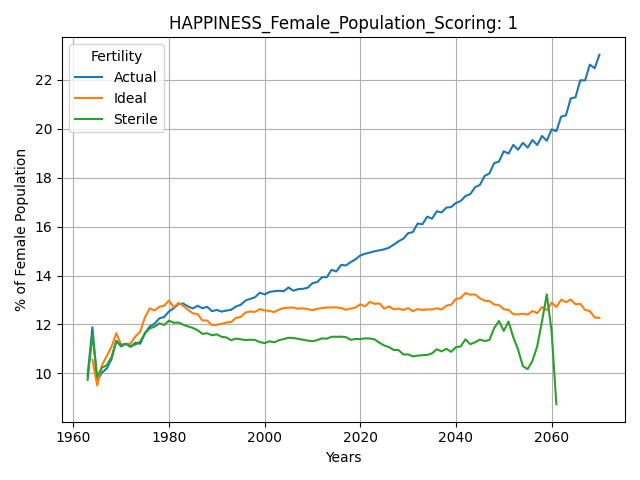 HAPPINESS_Female_Population_Scoring: 1
Fertility
Actual
Ideal
Sterile
% of Female Population
22
20
18
16
14
12
10
1960
1980
2000
2020
2040
2060
Years